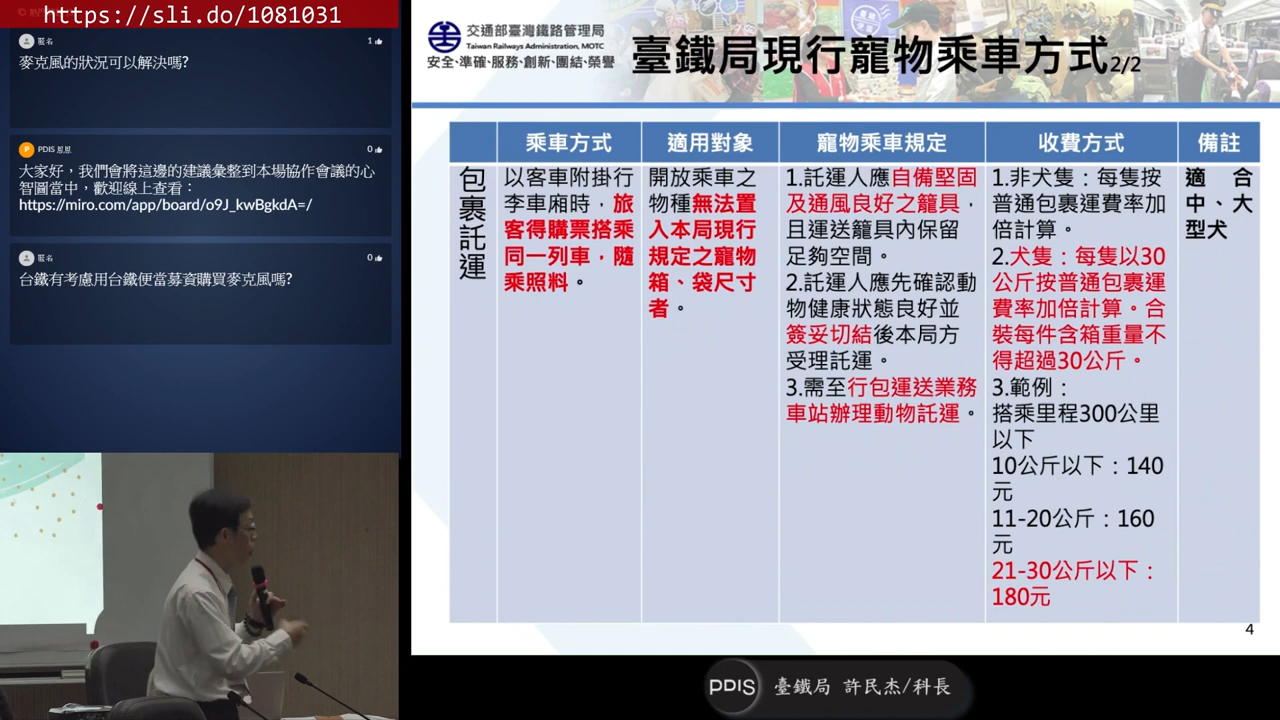 https://sli.do/1081031
匿名
1
麥克風的狀況可以解決嗎?
PDIS 恩恩
0
大家好，我們會將這邊的建議彙整到本場協作會議的心
智圖當中，歡迎線上查看：
https://miro.com/app/board/o9J_kwBgkdA=/
匿名
0
台鐵有考慮用台鐵便當募資購買麥克風嗎?
交通部臺灣鐵路管理局
Taiwan Railways Administration, MOTC
安全、準確、服務、創新、團結、榮譽
臺鐵局現行寵物乘車方式2/2
乘車方式
適用對象
寵物乘車規定
收費方式
備註
包裹託運
以客車附掛行
李車廂時，旅
客得購票搭乘
同一列車，隨
乘照料。
開放乘車之
物種無法置
入本局現行
規定之寵物
箱、袋尺寸
者。
1.託運人應自備堅固
及通風良好之籠具，
且運送籠具內保留
足夠空間。
2.託運人應先確認動
物健康狀態良好並
簽妥切結後本局方
受理託運。
3.需至行包運送業務
車站辦理動物託運。
1.非犬隻：每隻按
普通包裹運費率加
倍計算。
2.犬隻：每隻以30
公斤按普通包裹運
費率加倍計算。合
裝每件含箱重量不
得超過30公斤。
3.範例：
搭乘里程300公里
以下
10公斤以下：140
元
11-20公斤：160
元
21-30公斤以下：
180元
適合
中、大
型犬
4
PDIS
臺鐵局 許民杰/科長